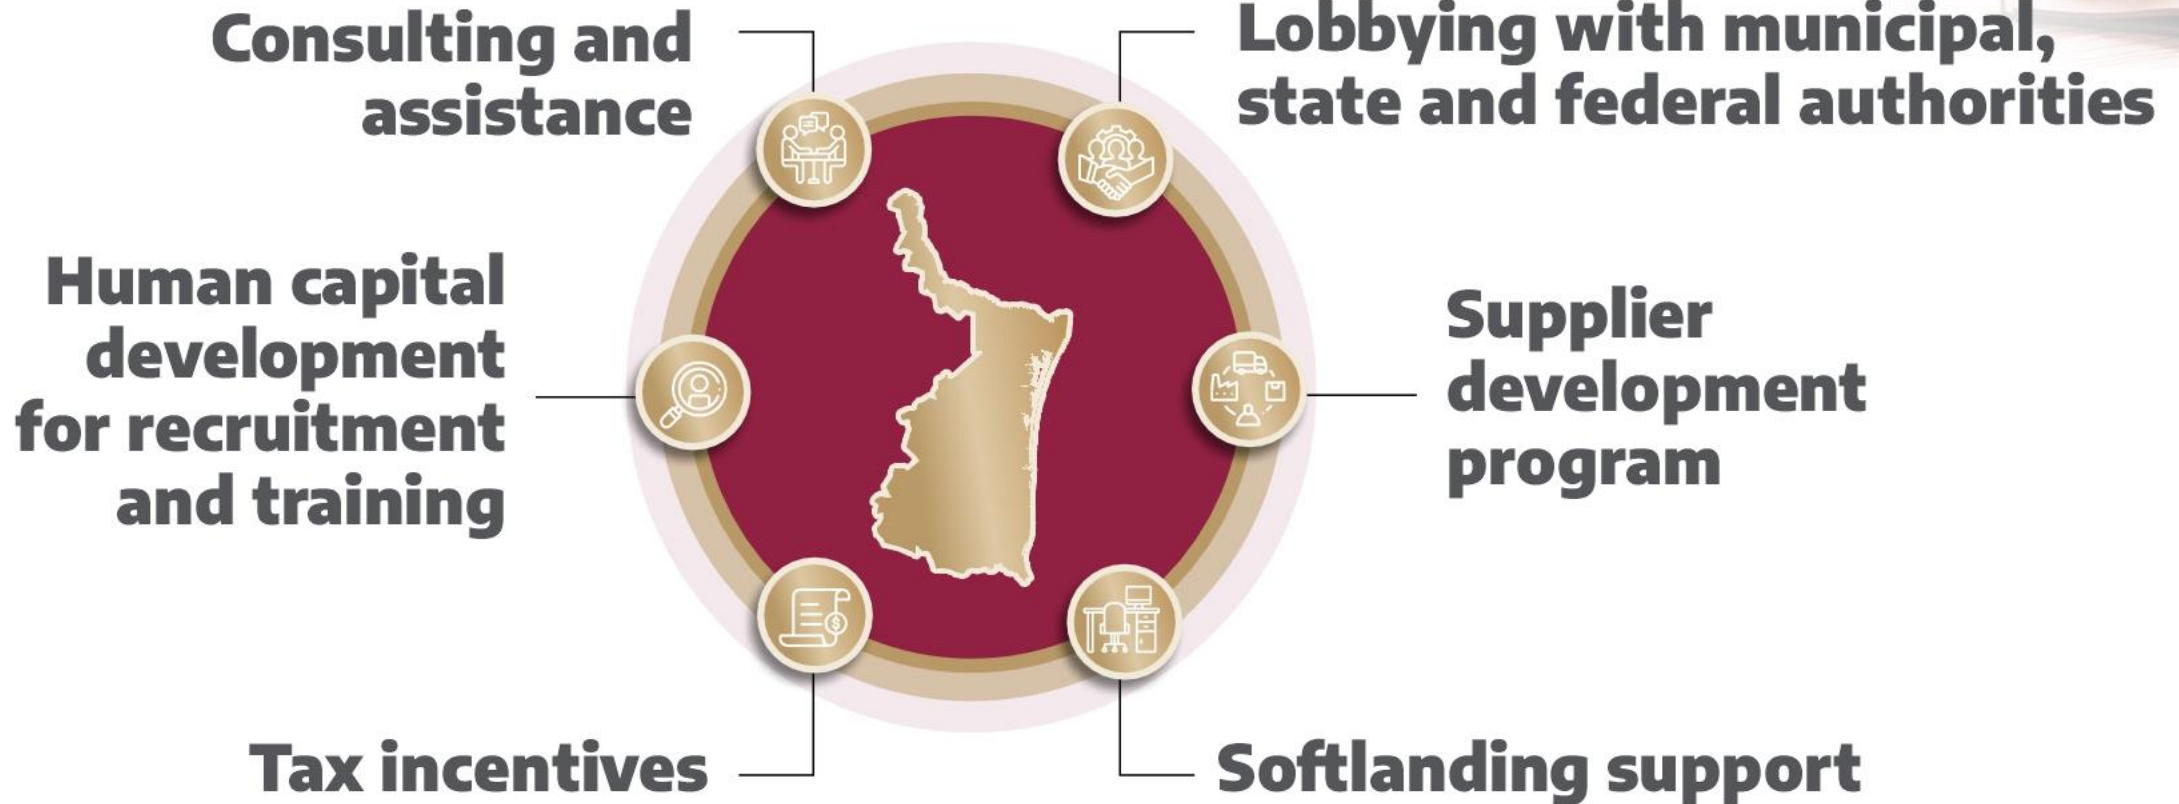 Consulting and
assistance
Lobbying with municipal,
state and federal authorities
Human capital
development
for recruitment
and training
Supplier
development
program
Tax incentives
Softlanding support